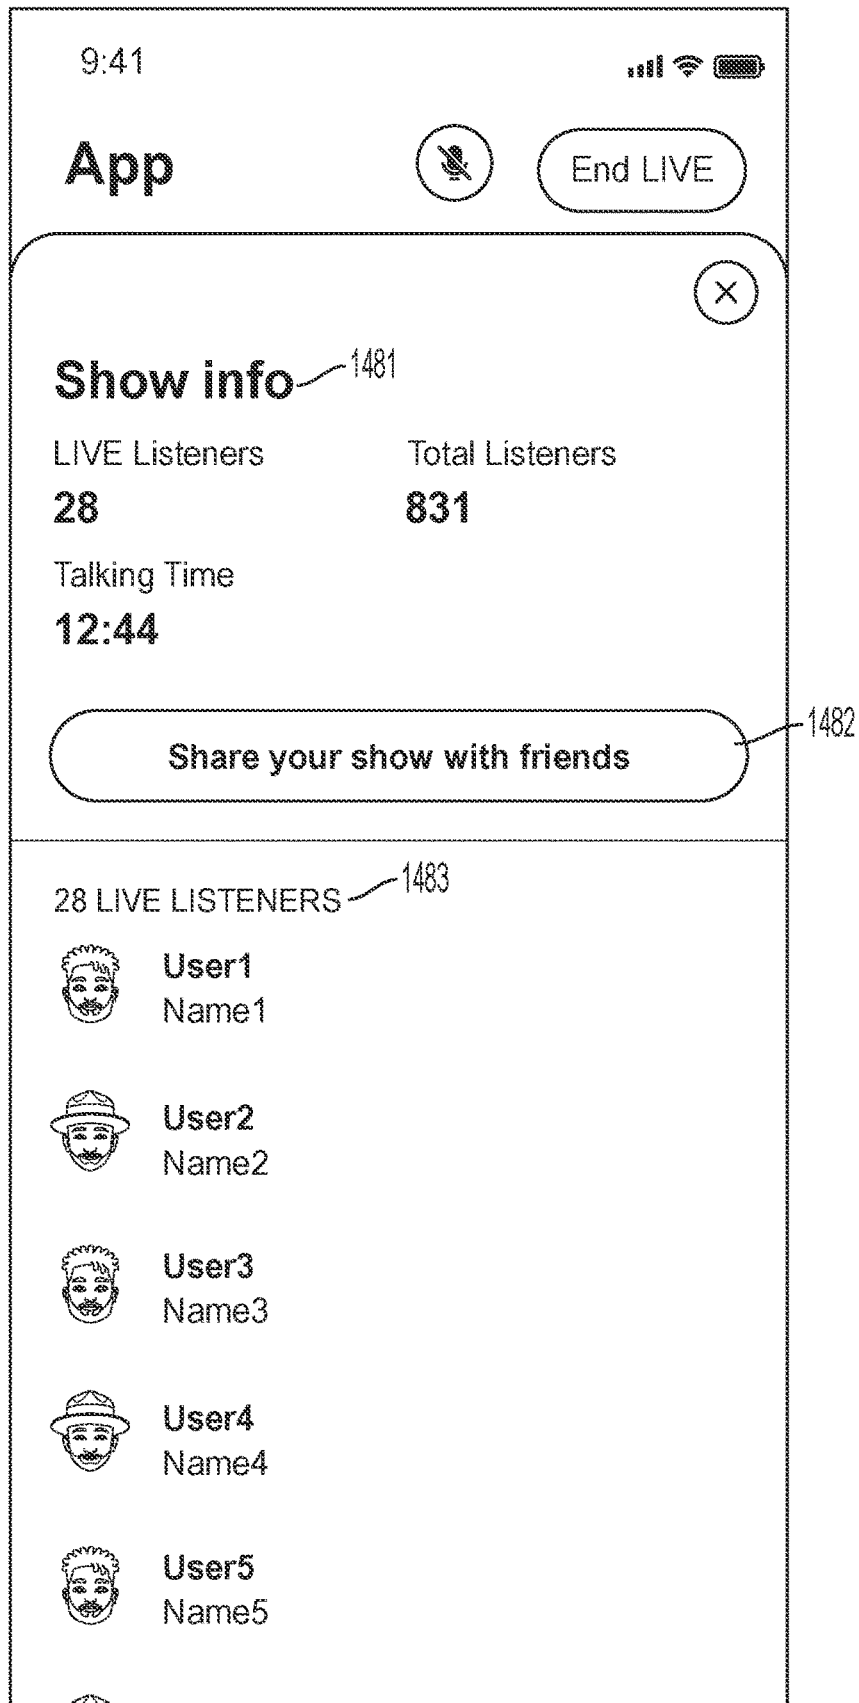 9:41
App
End LIVE
Show info 1481
LIVE Listeners Total Listeners
28 831
Talking Time
12:44
Share your show with friends 1482
28 LIVE LISTENERS 1483
User1
Name1
User2
Name2
User3
Name3
User4
Name4
User5
Name5